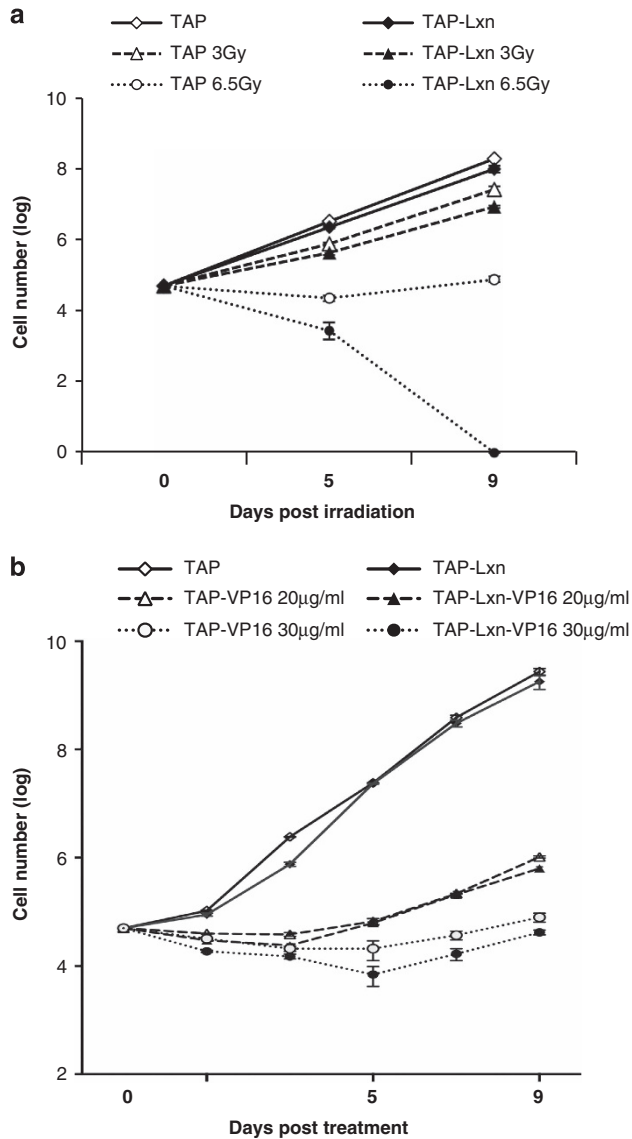 a
TAP TAP-Lxn
TAP 3Gy TAP-Lxn 3Gy
TAP 6.5Gy TAP-Lxn 6.5Gy
10
8
6
4
2
0
Cell number (log)
0 5 9
Days post irradiation
b
TAP TAP-Lxn
TAP-VP16 20µg/ml TAP-Lxn-VP16 20µg/ml
TAP-VP16 30µg/ml TAP-Lxn-VP16 30µg/ml
10
8
6
4
2
Cell number (log)
0 5 9
Days post treatment